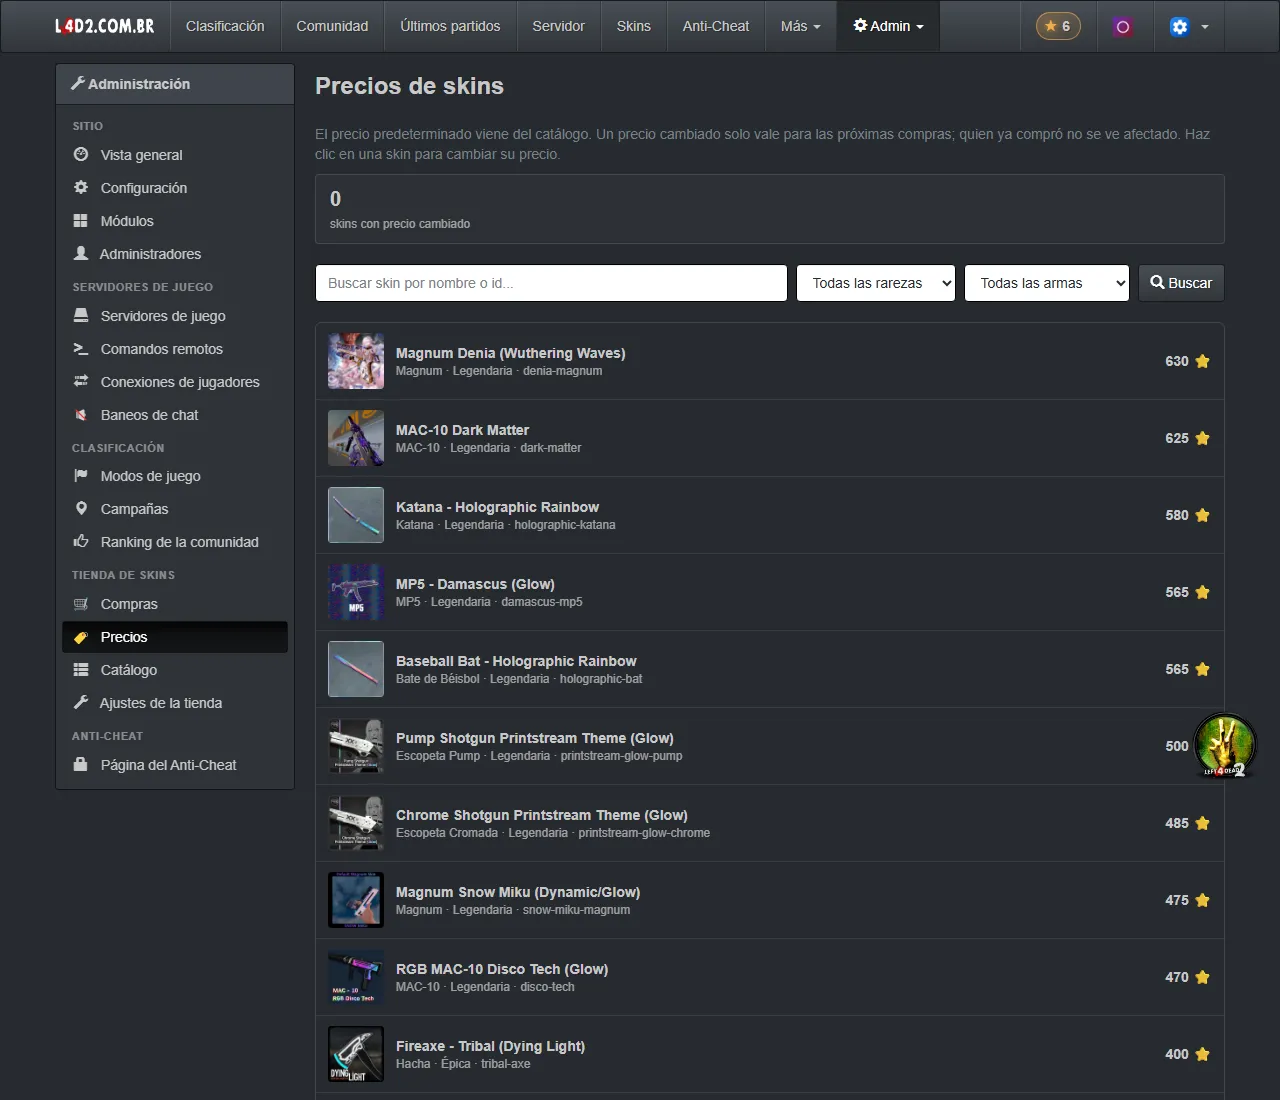 L4D2.COM.BR
Clasificación
Comunidad
Últimos partidos
Servidor
Skins
Anti-Cheat
Más
Admin
6
Administración
SITIO
Vista general
Configuración
Módulos
Administradores
SERVIDORES DE JUEGO
Servidores de juego
Comandos remotos
Conexiones de jugadores
Baneos de chat
CLASIFICACIÓN
Modos de juego
Campañas
Ranking de la comunidad
TIENDA DE SKINS
Compras
Precios
Catálogo
Ajustes de la tienda
ANTI-CHEAT
Página del Anti-Cheat
Precios de skins
El precio predeterminado viene del catálogo. Un precio cambiado solo vale para las próximas compras; quien ya compró no se ve afectado. Haz
clic en una skin para cambiar su precio.
0
skins con precio cambiado
Buscar skin por nombre o id...
Todas las rarezas
Todas las armas
Buscar
Magnum Denia (Wuthering Waves)
Magnum · Legendaria · denia-magnum
630
MAC-10 Dark Matter
MAC-10 · Legendaria · dark-matter
625
Katana - Holographic Rainbow
Katana · Legendaria · holographic-katana
580
MP5
MP5 - Damascus (Glow)
MP5 · Legendaria · damascus-mp5
565
Baseball Bat - Holographic Rainbow
Bate de Béisbol · Legendaria · holographic-bat
565
Pump Shotgun Printstream Theme (Glow)
Escopeta Pump · Legendaria · printstream-glow-pump
500
LEFT 4 DEAD 2
Chrome Shotgun Printstream Theme (Glow)
Escopeta Cromada · Legendaria · printstream-glow-chrome
485
Magnum Snow Miku (Dynamic/Glow)
Magnum · Legendaria · snow-miku-magnum
475
MAC - 10
RGB Disco Tech
RGB MAC-10 Disco Tech (Glow)
MAC-10 · Legendaria · disco-tech
470
DYING LIGHT
Fireaxe - Tribal (Dying Light)
Hacha · Épica · tribal-axe
400